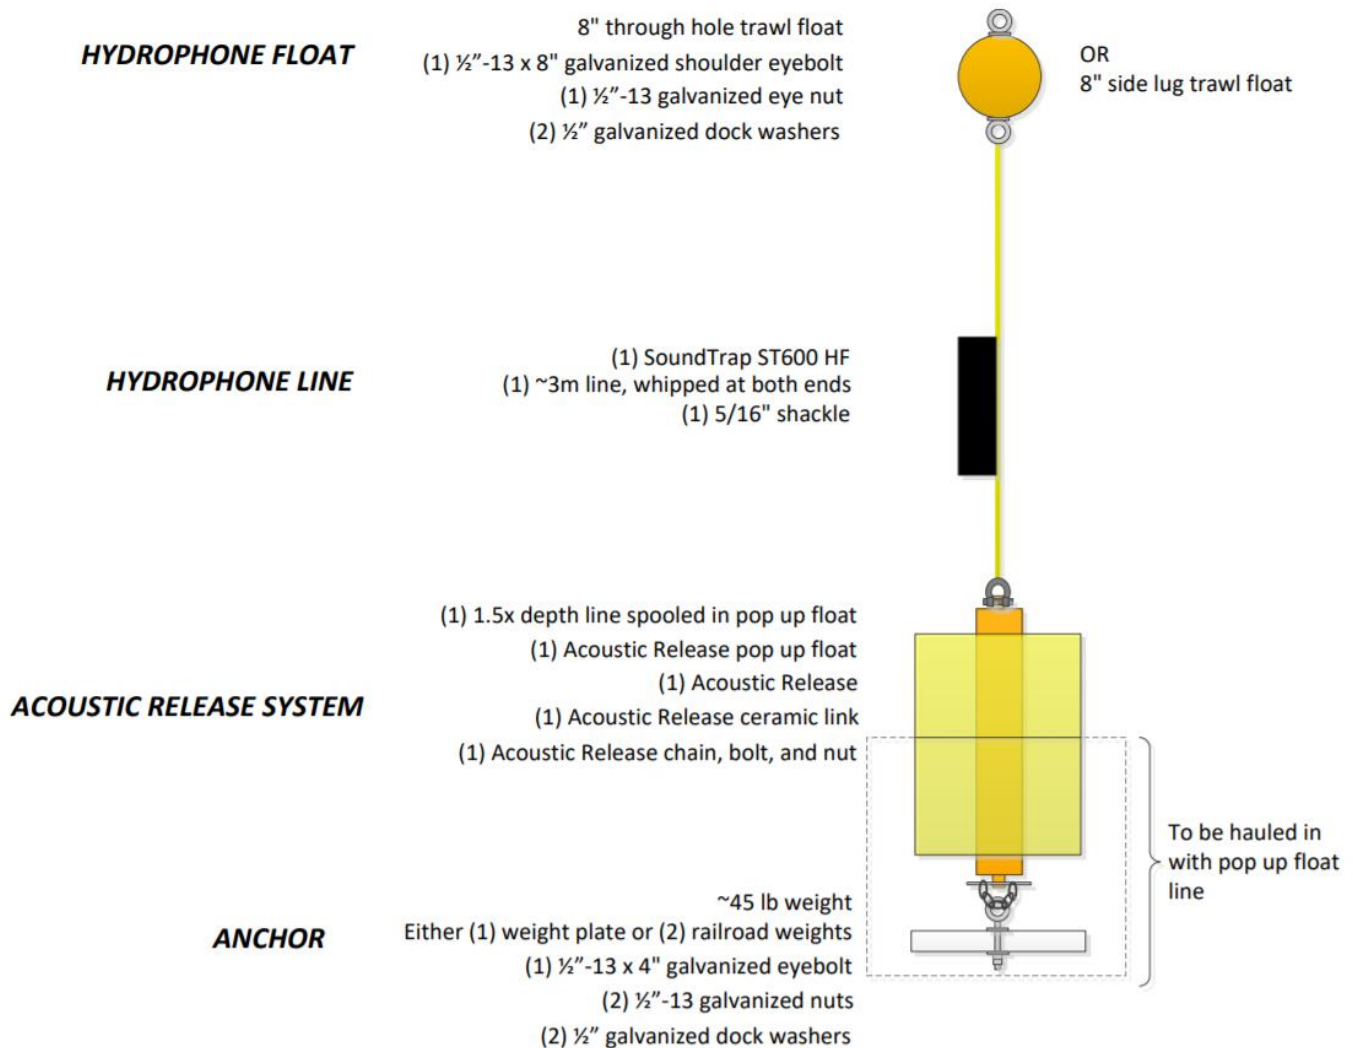 HYDROPHONE FLOAT
8" through hole trawl float
(1) ½”-13 x 8" galvanized shoulder eyebolt
(1) ½”-13 galvanized eye nut
(2) ½” galvanized dock washers
OR
8" side lug trawl float
HYDROPHONE LINE
(1) SoundTrap ST600 HF
(1) ~3m line, whipped at both ends
(1) 5/16" shackle
ACOUSTIC RELEASE SYSTEM
(1) 1.5x depth line spooled in pop up float
(1) Acoustic Release pop up float
(1) Acoustic Release
(1) Acoustic Release ceramic link
(1) Acoustic Release chain, bolt, and nut
To be hauled in
with pop up float
line
ANCHOR
~45 lb weight
Either (1) weight plate or (2) railroad weights
(1) ½”-13 x 4" galvanized eyebolt
(2) ½”-13 galvanized nuts
(2) ½” galvanized dock washers